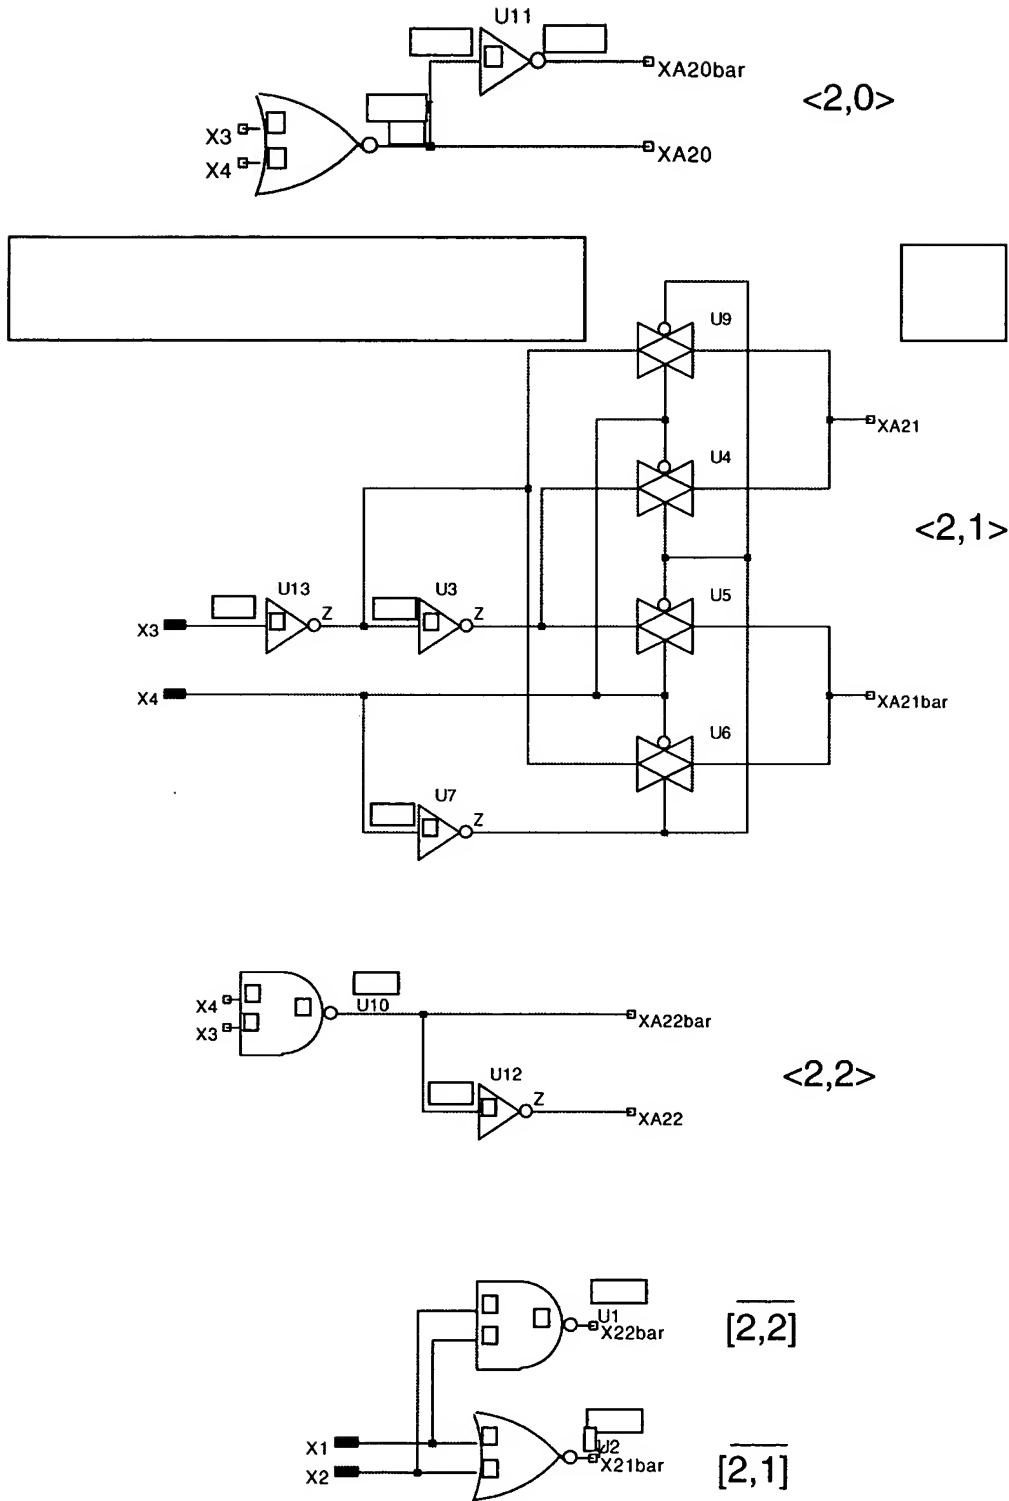 U11
XA20bar
<2,0>
X3
X4
XA20
U9
XA21
U4
<2,1>
U13
Z
U3
Z
U5
X3
X4
XA21bar
U6
U7
Z
X4
X3
U10
XA22bar
<2,2>
U12
Z
XA22
U1
X22bar
[2,2]
X1
X2
U2
X21bar
[2,1]